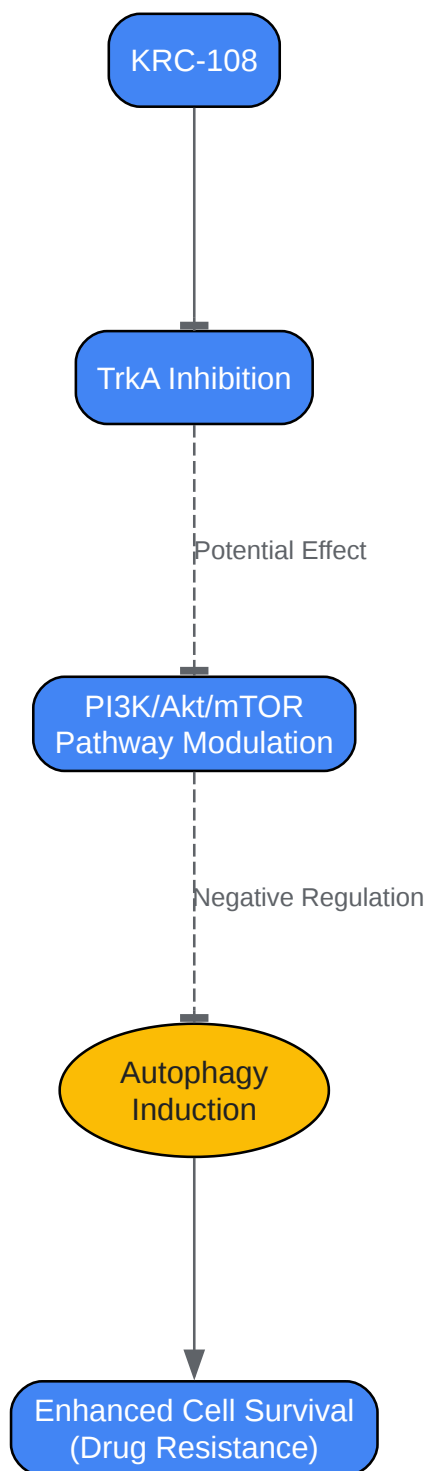 KRC-108
TrkA Inhibition
Potential Effect
PI3K/Akt/mTOR
Pathway Modulation
Negative Regulation
Autophagy
Induction
Enhanced Cell Survival
(Drug Resistance)